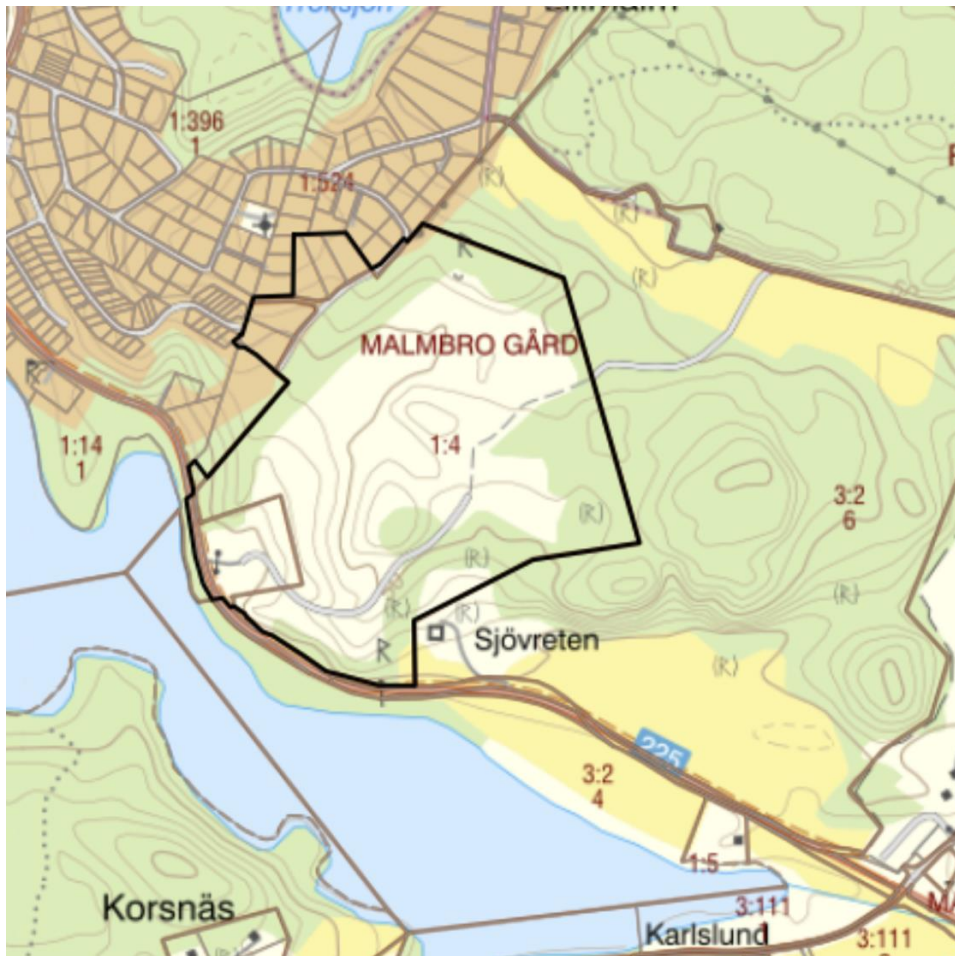 1:396
1
1:524
(R)
(R)
R
(R)
MALMBRO GÅRD
R
1:14
1
1:4
3:2
6
(R)
(R)
(R)
(R)
(R)
R
Sjövreten
(R)
225
3:2
4
1:5
Korsnäs
3:111
Karlslund
3:111